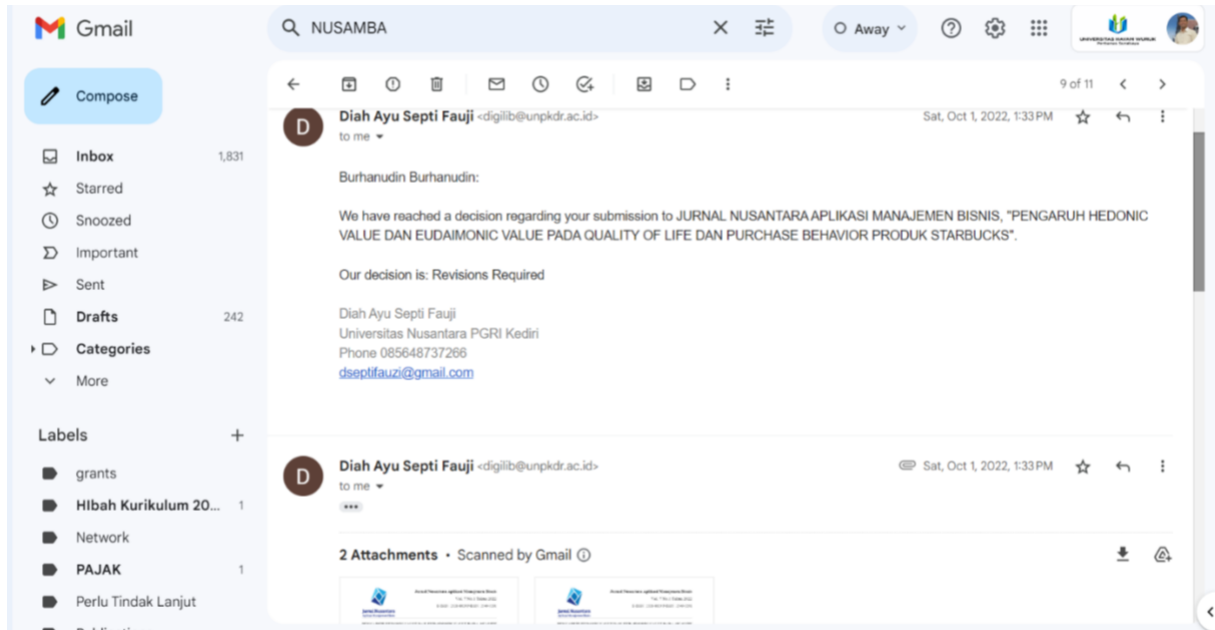 Gmail
NUSAMBA
Away
UNIVERSITAS HAYAM WURUK
Compose
9 of 11
Inbox 1,831
Starred
Snoozed
Important
Sent
Drafts 242
Categories
More
Labels
grants
HIbah Kurikulum 20... 1
Network
PAJAK 1
Perlu Tindak Lanjut
D
Diah Ayu Septi Fauji <digilib@unpkdr.ac.id> Sat, Oct 1, 2022, 1:33 PM
to me
Burhanudin Burhanudin:
We have reached a decision regarding your submission to JURNAL NUSANTARA APLIKASI MANAJEMEN BISNIS, "PENGARUH HEDONIC
VALUE DAN EUDAIMONIC VALUE PADA QUALITY OF LIFE DAN PURCHASE BEHAVIOR PRODUK STARBUCKS".
Our decision is: Revisions Required
Diah Ayu Septi Fauji
Universitas Nusantara PGRI Kediri
Phone 085648737266
dseptifauzi@gmail.com
D
Diah Ayu Septi Fauji <digilib@unpkdr.ac.id> Sat, Oct 1, 2022, 1:33 PM
to me
2 Attachments • Scanned by Gmail